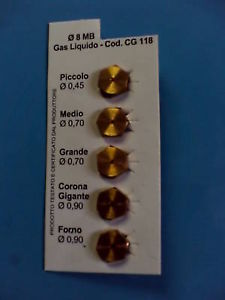 Ø 8 MB
Gas Liquido - Cod. CG 118
Piccolo
Ø 0,45
Medio
Ø 0,70
Grande
Ø 0,70
Corona
Gigante
Ø 0,90
Forno
Ø 0,90
PRODOTTO TESTATO E CERTIFICATO DAL PRODUTTORE